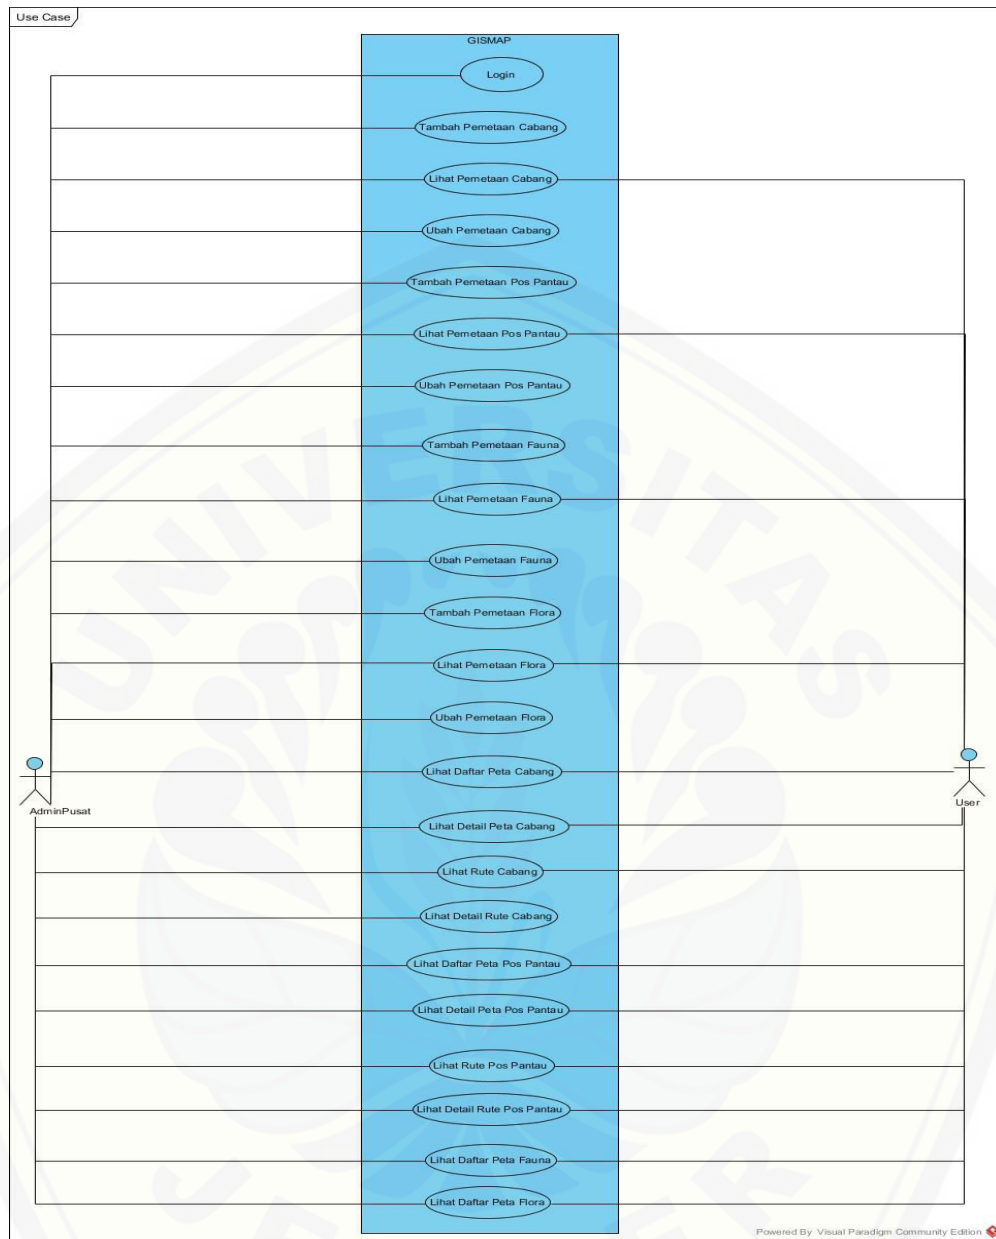 Use Case
GISMAP
Login
Tambah Pemetaan Cabang
Lihat Pemetaan Cabang
Ubah Pemetaan Cabang
Tambah Pemetaan Pos Pantau
Lihat Pemetaan Pos Pantau
Ubah Pemetaan Pos Pantau
Tambah Pemetaan Fauna
Lihat Pemetaan Fauna
Ubah Pemetaan Fauna
Tambah Pemetaan Flora
Lihat Pemetaan Flora
Ubah Pemetaan Flora
Lihat Daftar Peta Cabang
AdminPusat
User
Lihat Detail Peta Cabang
Lihat Rute Cabang
Lihat Detail Rute Cabang
Lihat Daftar Peta Pos Pantau
Lihat Detail Peta Pos Pantau
Lihat Rute Pos Pantau
Lihat Detail Rute Pos Pantau
Lihat Daftar Peta Fauna
Lihat Daftar Peta Flora
Powered By Visual Paradigm Community Edition
UNIVERSITAS